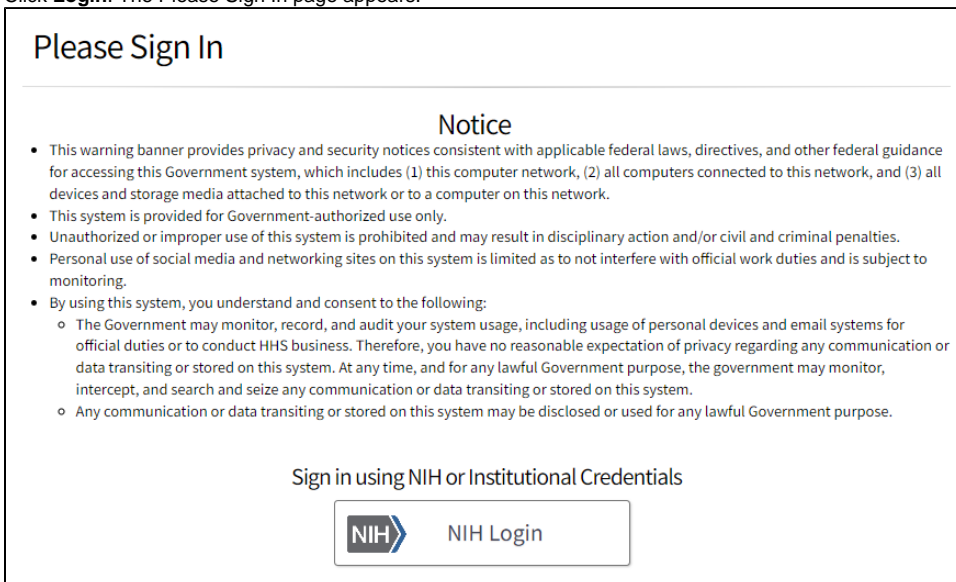 Click Login. The Please Sign In page appears.
Please Sign In
Notice
• This warning banner provides privacy and security notices consistent with applicable federal laws, directives, and other federal guidance
for accessing this Government system, which includes (1) this computer network, (2) all computers connected to this network, and (3) all
devices and storage media attached to this network or to a computer on this network.
• This system is provided for Government-authorized use only.
• Unauthorized or improper use of this system is prohibited and may result in disciplinary action and/or civil and criminal penalties.
• Personal use of social media and networking sites on this system is limited as to not interfere with official work duties and is subject to
monitoring.
• By using this system, you understand and consent to the following:
○ The Government may monitor, record, and audit your system usage, including usage of personal devices and email systems for
official duties or to conduct HHS business. Therefore, you have no reasonable expectation of privacy regarding any communication or
data transiting or stored on this system. At any time, and for any lawful Government purpose, the government may monitor,
intercept, and search and seize any communication or data transiting or stored on this system.
○ Any communication or data transiting or stored on this system may be disclosed or used for any lawful Government purpose.
Sign in using NIH or Institutional Credentials
NIH NIH Login